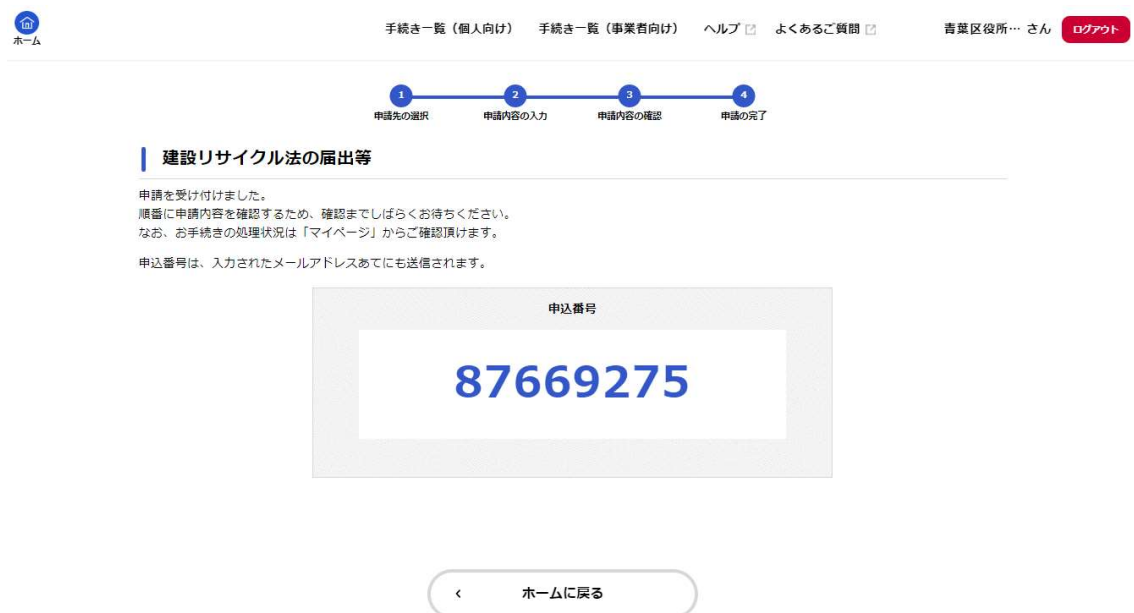 ホーム
手続き一覧（個人向け） 手続き一覧（事業者向け） ヘルプ よくあるご質問 青葉区役所… さん ログアウト
1 2 3 4
申請先の選択 申請内容の入力 申請内容の確認 申請の完了
建設リサイクル法の届出等
申請を受け付けました。
順番に申請内容を確認するため、確認までしばらくお待ちください。
なお、お手続きの処理状況は「マイページ」からご確認頂けます。
申込番号は、入力されたメールアドレスあてにも送信されます。
申込番号
87669275
‹ ホームに戻る